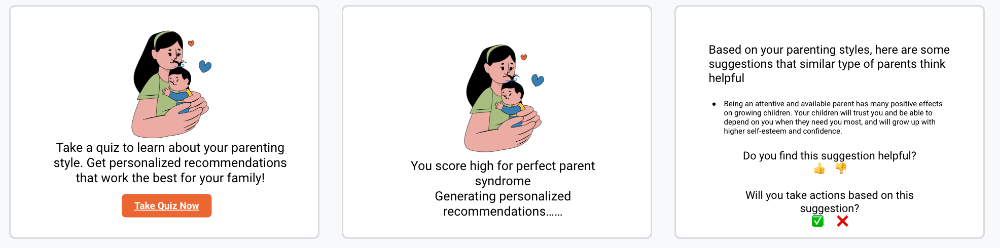 Take a quiz to learn about your parenting
style. Get personalized recommendations
that work the best for your family!
Take Quiz Now
You score high for perfect parent
syndrome
Generating personalized
recommendations......
Based on your parenting styles, here are some
suggestions that similar type of parents think
helpful
● Being an attentive and available parent has many positive effects
on growing children. Your children will trust you and be able to
depend on you when they need you most, and will grow up with
higher self-esteem and confidence.
Do you find this suggestion helpful?
👍 👎
Will you take actions based on this
suggestion?
✅ ❌